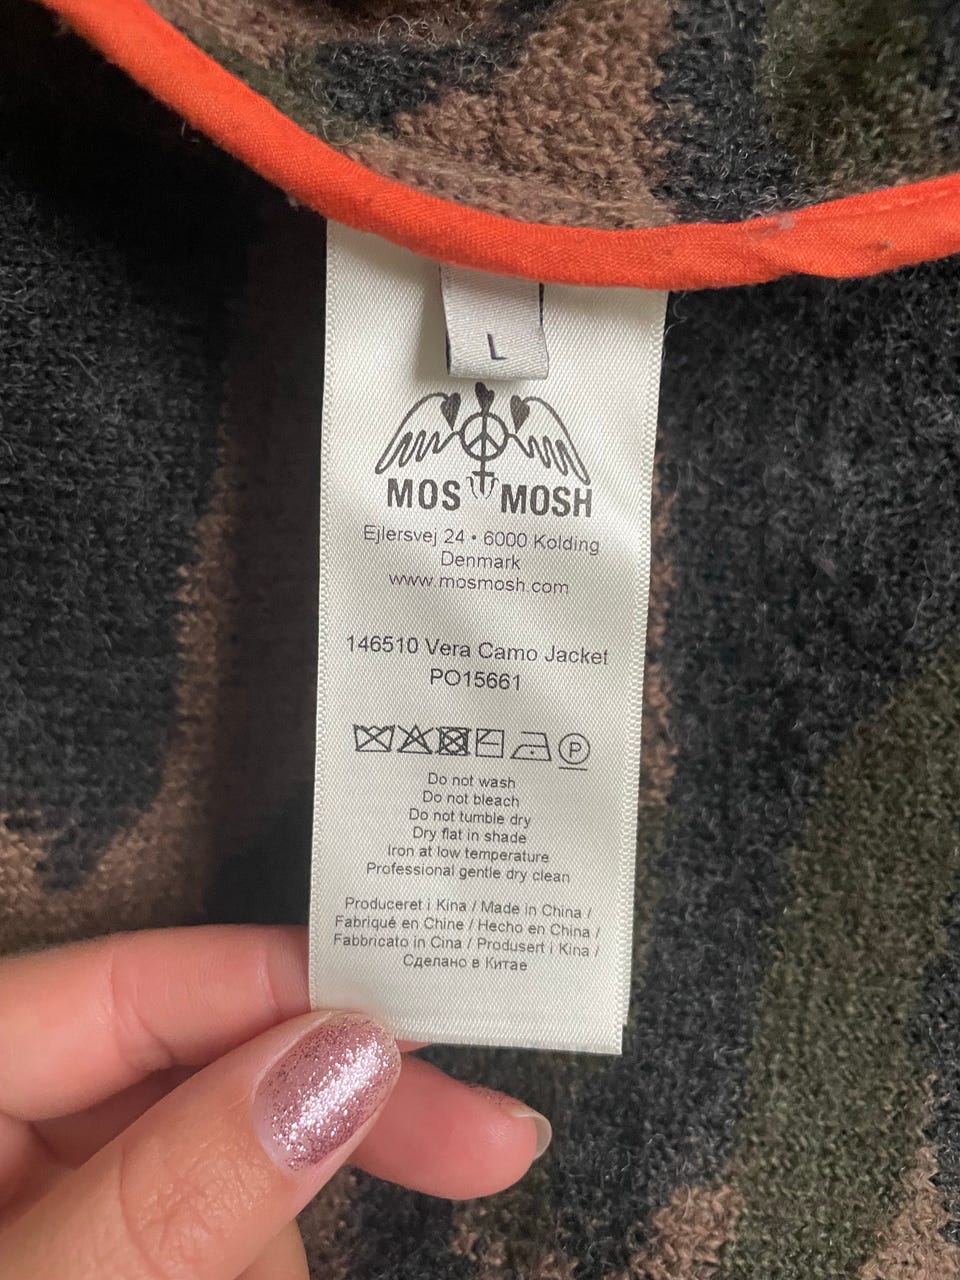 L
MOS MOSH
Ejlersvej 24 • 6000 Kolding
Denmark
www.mosmosh.com
146510 Vera Camo Jacket
PO15661
P
Do not wash
Do not bleach
Do not tumble dry
Dry flat in shade
Iron at low temperature
Professional gentle dry clean
Produceret i Kina / Made in China /
Fabriqué en Chine / Hecho en China /
Fabbricato in Cina / Produsert i Kina /
Сделано в Китае